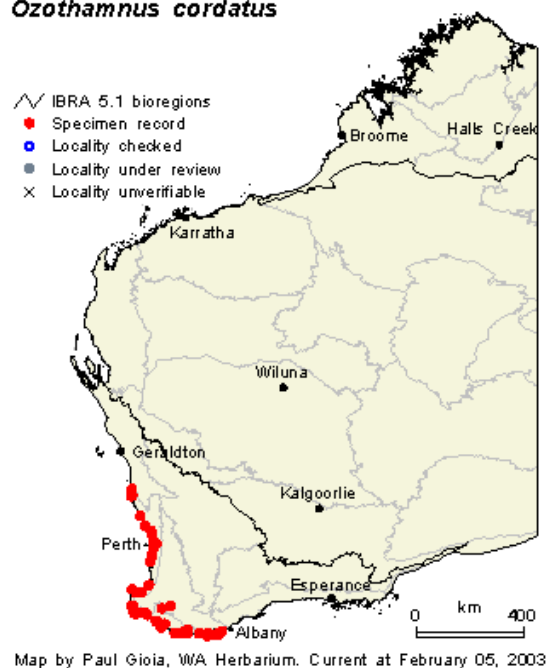 Ozothamnus cordatus
IBRA 5.1 bioregions
Specimen record
Locality checked
Locality under review
Locality unverifiable
Broome
Halls Creek
Karratha
Wiluna
Geraldton
Kalgoorlie
Perth
Esperance
0 km 400
Albany
Map by Paul Gioia, WA Herbarium. Current at February 05, 2003